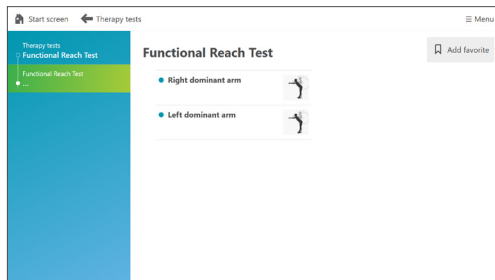 Start screen Therapy tests
Menu
Therapy tests
Functional Reach Test
Functional Reach Test
...
Functional Reach Test
Add favorite
Right dominant arm
Left dominant arm